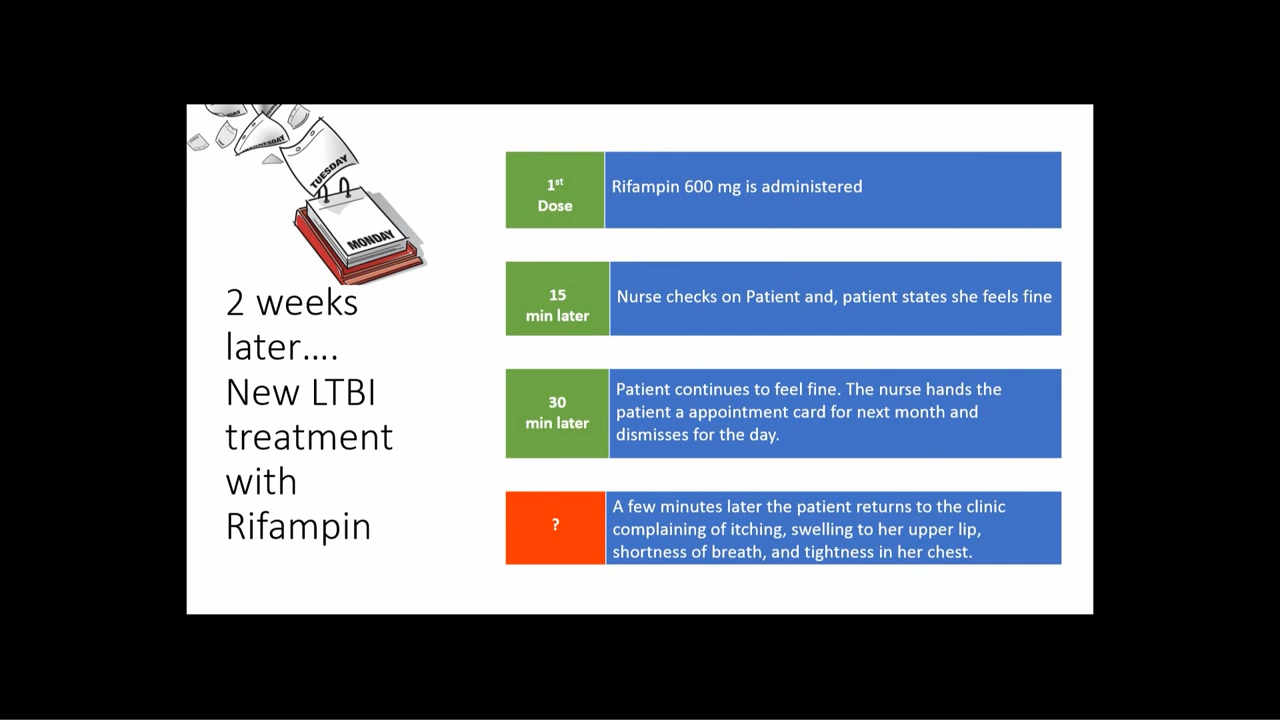 WEDNESDAY
TUESDAY
MONDAY
2 weeks
later....
New LTBI
treatment
with
Rifampin
1st
Dose
Rifampin 600 mg is administered
15
min later
Nurse checks on Patient and, patient states she feels fine
30
min later
Patient continues to feel fine. The nurse hands the
patient a appointment card for next month and
dismisses for the day.
?
A few minutes later the patient returns to the clinic
complaining of itching, swelling to her upper lip,
shortness of breath, and tightness in her chest.